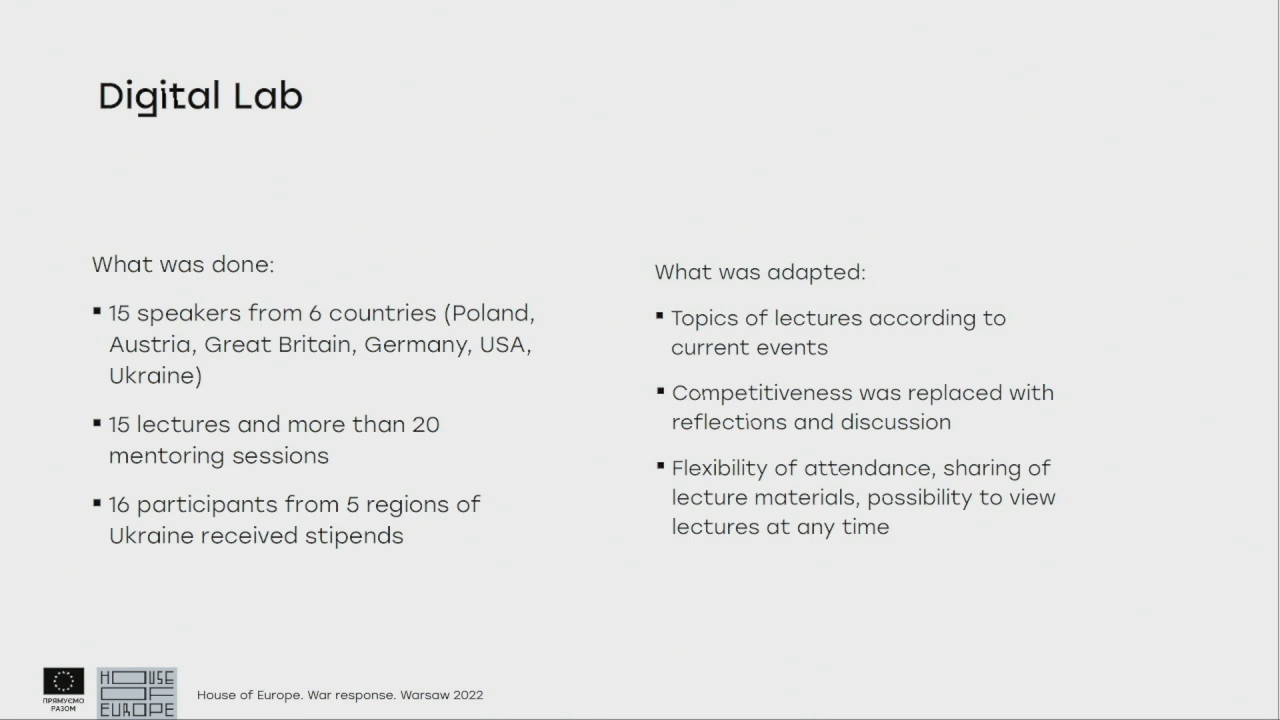 Digital Lab
What was done:
▪ 15 speakers from 6 countries (Poland,
Austria, Great Britain, Germany, USA,
Ukraine)
▪ 15 lectures and more than 20
mentoring sessions
▪ 16 participants from 5 regions of
Ukraine received stipends
What was adapted:
▪ Topics of lectures according to
current events
▪ Competitiveness was replaced with
reflections and discussion
▪ Flexibility of attendance, sharing of
lecture materials, possibility to view
lectures at any time
ПРЯМУЄМО
РАЗОМ
HOUSE
OF
EUROPE
House of Europe. War response. Warsaw 2022